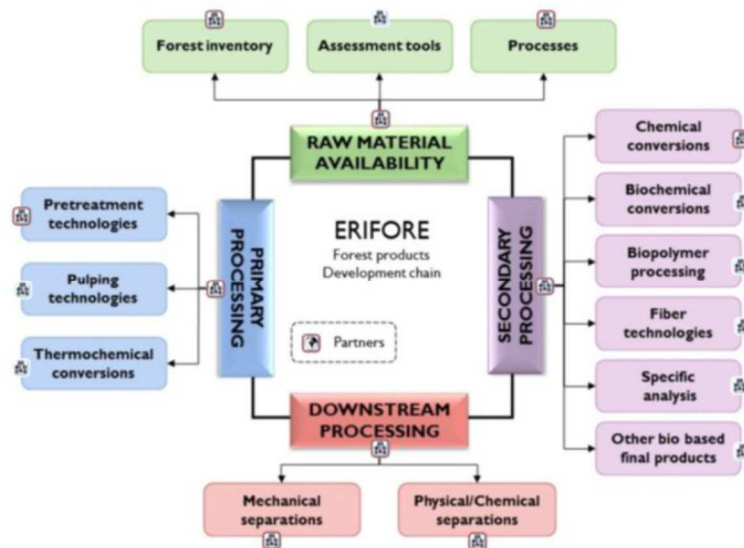 Forest inventory
Assessment tools
Processes
RAW MATERIAL
AVAILABILITY
Pretreatment
technologies
Pulping
technologies
Thermochemical
conversions
PRIMARY
PROCESSING
ERIFORE
Forest products
Development chain
Partners
SECONDARY
PROCESSING
Chemical
conversions
Biochemical
conversions
Biopolymer
processing
Fiber
technologies
Specific
analysis
Other bio based
final products
DOWNSTREAM
PROCESSING
Mechanical
separations
Physical/Chemical
separations